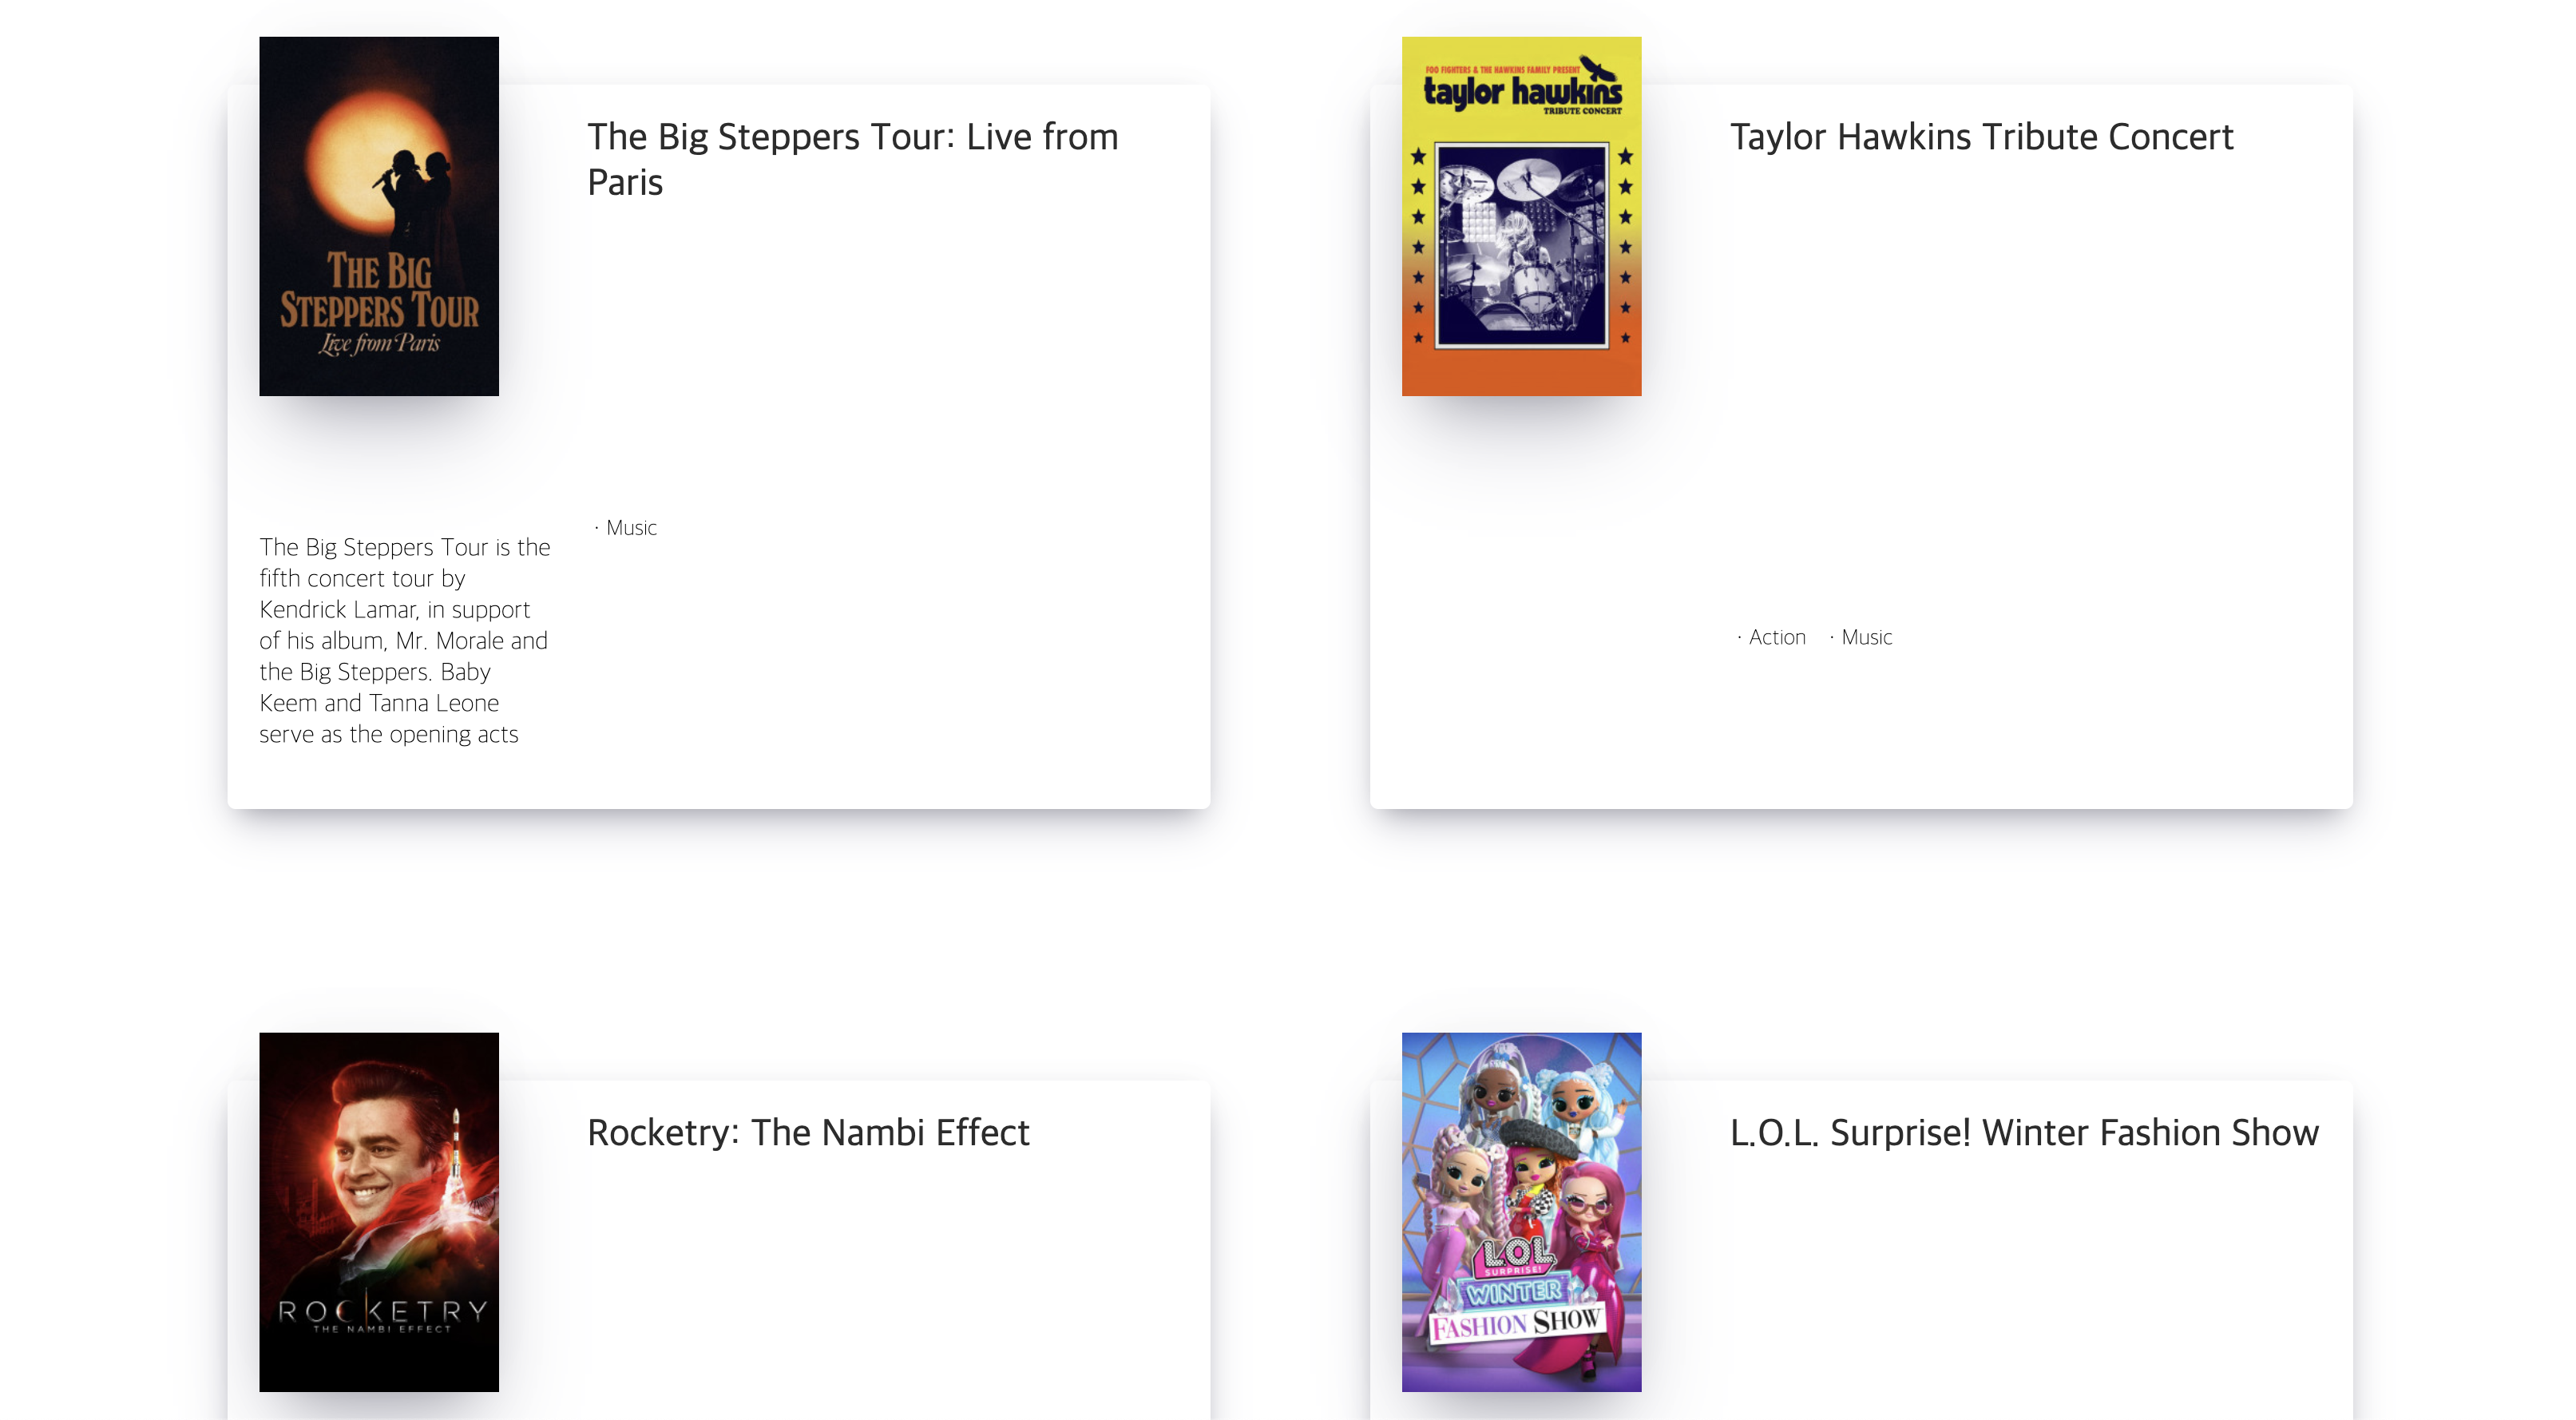 THE BIG
STEPPERS TOUR
Live from Paris
The Big Steppers Tour: Live from
Paris
· Music
The Big Steppers Tour is the
fifth concert tour by
Kendrick Lamar, in support
of his album, Mr. Morale and
the Big Steppers. Baby
Keem and Tanna Leone
serve as the opening acts
FOO FIGHTERS & THE HAWKINS FAMILY PRESENT
taylor hawkins
TRIBUTE CONCERT
Taylor Hawkins Tribute Concert
· Action · Music
ROCKETRY
THE NAMBI EFFECT
Rocketry: The Nambi Effect
L.O.L.
SURPRISE!
WINTER
FASHION SHOW
L.O.L. Surprise! Winter Fashion Show